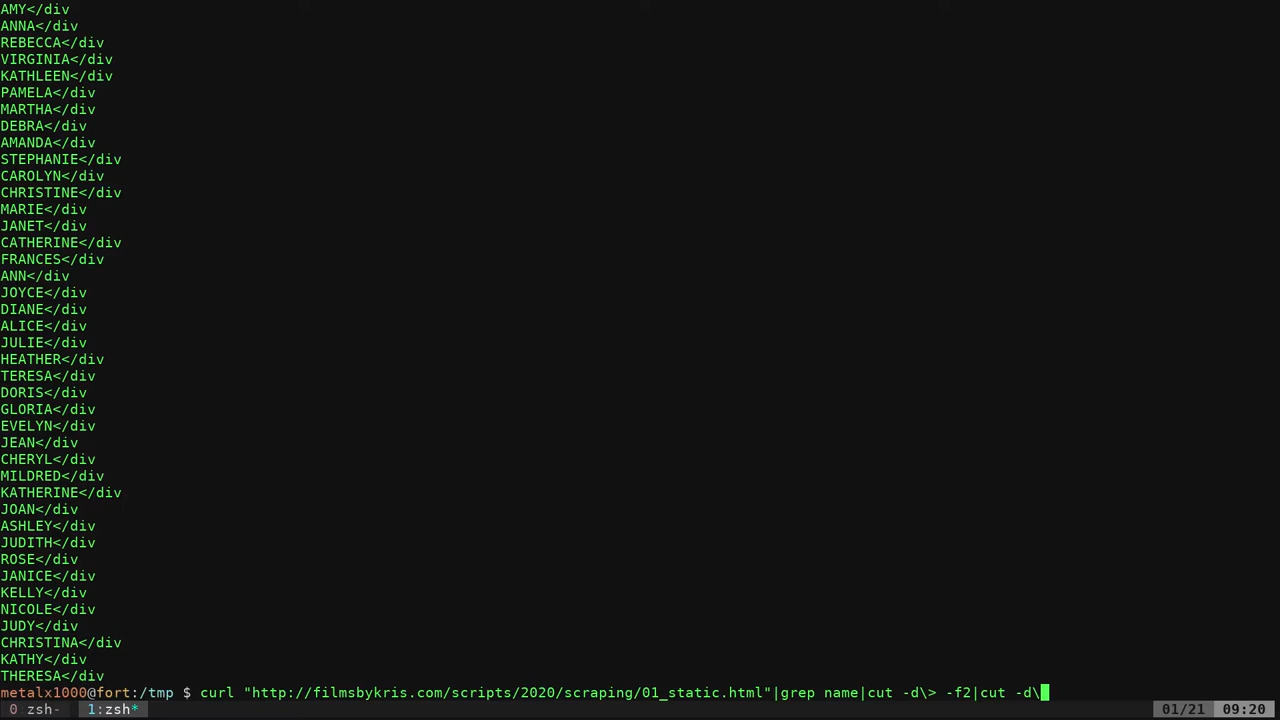 AMY</div
ANNA</div
REBECCA</div
VIRGINIA</div
KATHLEEN</div
PAMELA</div
MARTHA</div
DEBRA</div
AMANDA</div
STEPHANIE</div
CAROLYN</div
CHRISTINE</div
MARIE</div
JANET</div
CATHERINE</div
FRANCES</div
ANN</div
JOYCE</div
DIANE</div
ALICE</div
JULIE</div
HEATHER</div
TERESA</div
DORIS</div
GLORIA</div
EVELYN</div
JEAN</div
CHERYL</div
MILDRED</div
KATHERINE</div
JOAN</div
ASHLEY</div
JUDITH</div
ROSE</div
JANICE</div
KELLY</div
NICOLE</div
JUDY</div
CHRISTINA</div
KATHY</div
THERESA</div
metalx1000@fort:/tmp $ curl "http://filmsbykris.com/scripts/2020/scraping/01_static.html"|grep name|cut -d\> -f2|cut -d\
0 zsh- 1:zsh* 01/21 09:20